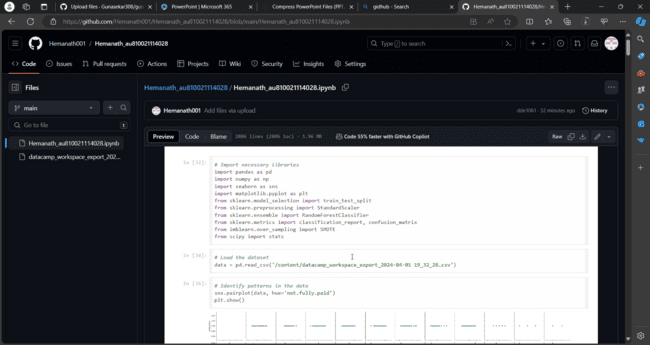 Upload files · Gunasekar308/gu
PowerPoint | Microsoft 365
Compress PowerPoint Files (PPT
github - Search
Hemanath_au810021114028/He
https://github.com/Hemanath001/Hemanath_au810021114028/blob/main/Hemanath_au810021114028.ipynb
Hemanath001 / Hemanath_au810021114028
Type / to search
Code
Issues
Pull requests
Actions
Projects
Wiki
Security
Insights
Settings
Files
Hemanath_au810021114028 / Hemanath_au810021114028.ipynb
main
Hemanath001 Add files via upload
32 minutes ago
History
Go to file
t
Hemanath_au810021114028.ipynb
datacamp_workspace_export_202...
Preview
Code
Blame
Code 55% faster with GitHub Copilot
Raw
# Import necessary libraries
import pandas as pd
import numpy as np
import seaborn as sns
import matplotlib.pyplot as plt
from sklearn.model_selection import train_test_split
from sklearn.preprocessing import StandardScaler
from sklearn.ensemble import RandomForestClassifier
from sklearn.metrics import classification_report, confusion_matrix
from imblearn.over_sampling import SMOTE
from scipy import stats
# Load the dataset
data = pd.read_csv("/content/datacamp_workspace_export_2024-04-01 19_32_28.csv")
# Identify patterns in the data
sns.pairplot(data, hue='not.fully.paid')
plt.show()